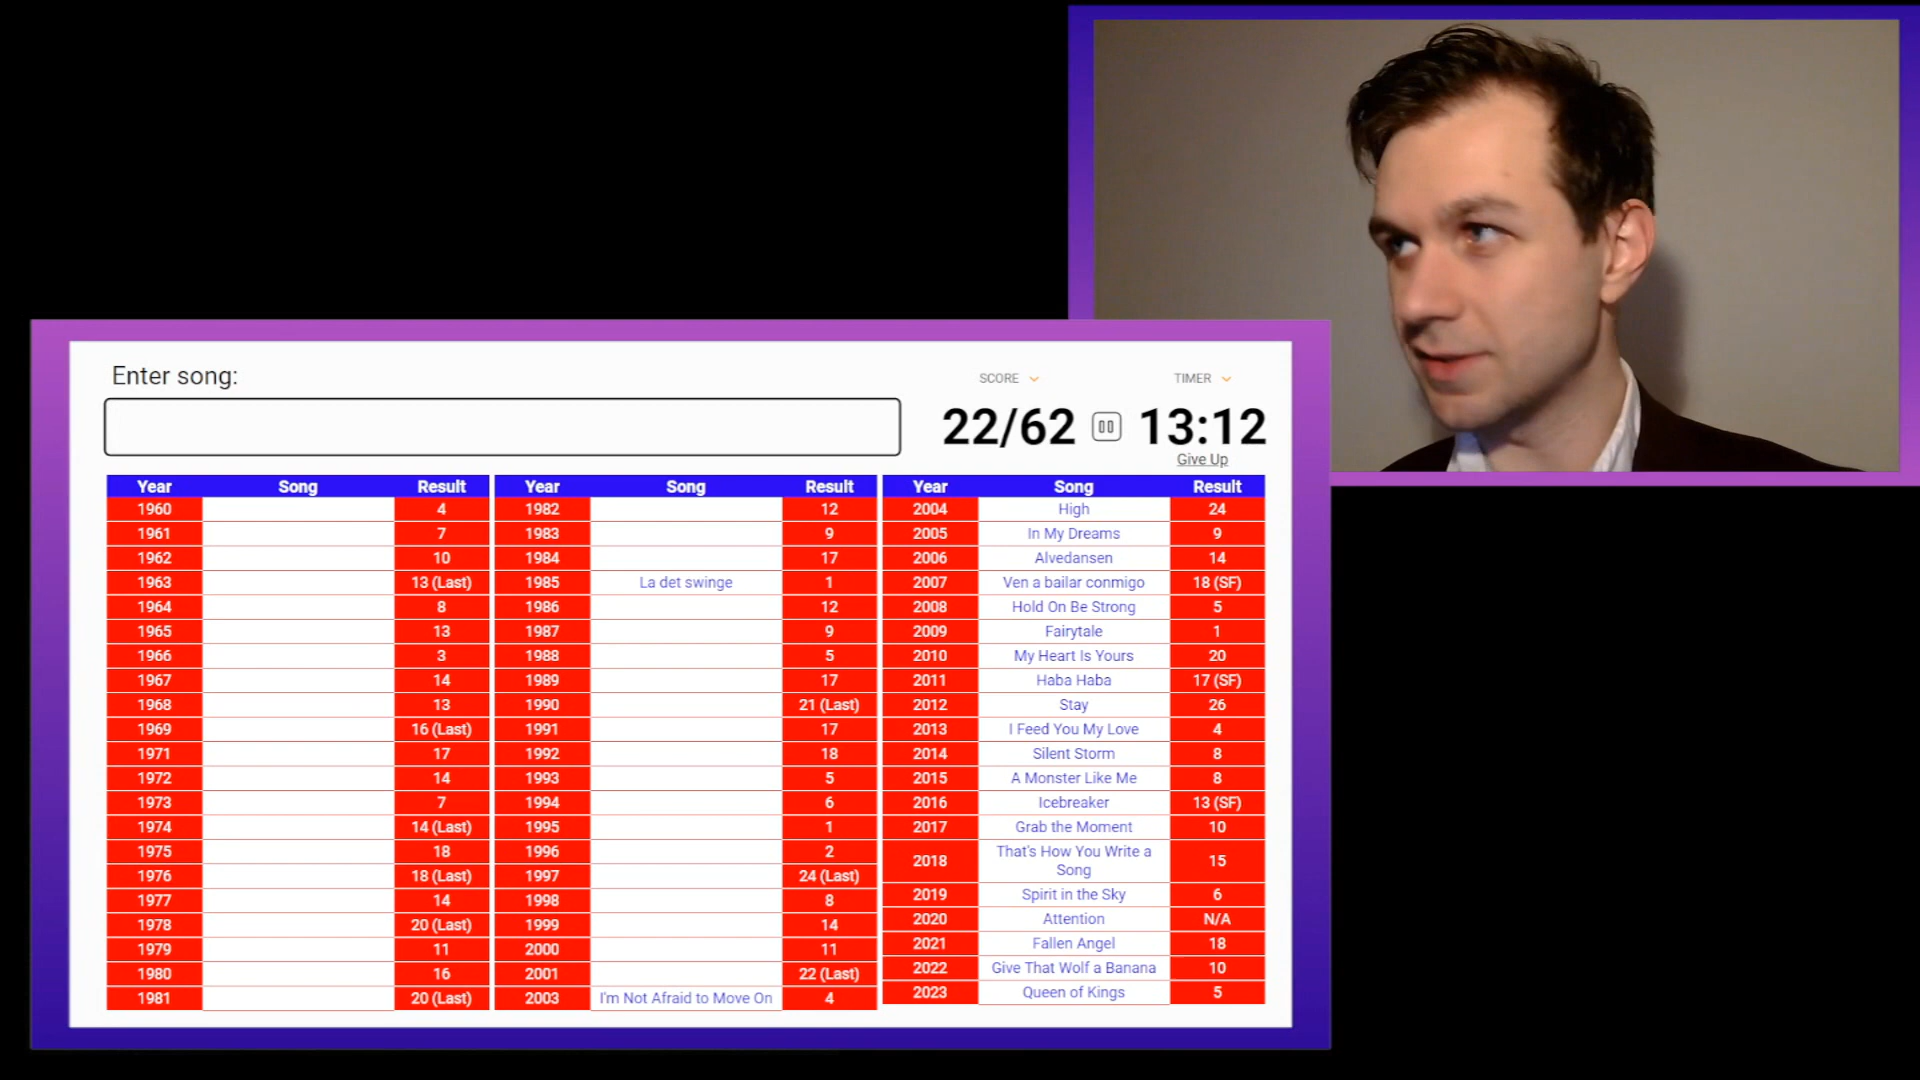 Enter song:
SCORE
TIMER
22/62
13:12
Give Up
Year Song Result Year Song Result Year Song Result
1960 4 1982 12 2004 High 24
1961 7 1983 9 2005 In My Dreams 9
1962 10 1984 17 2006 Alvedansen 14
1963 13 (Last) 1985 La det swinge 1 2007 Ven a bailar conmigo 18 (SF)
1964 8 1986 12 2008 Hold On Be Strong 5
1965 13 1987 9 2009 Fairytale 1
1966 3 1988 5 2010 My Heart Is Yours 20
1967 14 1989 17 2011 Haba Haba 17 (SF)
1968 13 1990 21 (Last) 2012 Stay 26
1969 16 (Last) 1991 17 2013 I Feed You My Love 4
1971 17 1992 18 2014 Silent Storm 8
1972 14 1993 5 2015 A Monster Like Me 8
1973 7 1994 6 2016 Icebreaker 13 (SF)
1974 14 (Last) 1995 1 2017 Grab the Moment 10
1975 18 1996 2 2018 That's How You Write a
Song 15
1976 18 (Last) 1997 24 (Last) 2019 Spirit in the Sky 6
1977 14 1998 8 2020 Attention N/A
1978 20 (Last) 1999 14 2021 Fallen Angel 18
1979 11 2000 11 2022 Give That Wolf a Banana 10
1980 16 2001 22 (Last) 2023 Queen of Kings 5
1981 20 (Last) 2003 I'm Not Afraid to Move On 4